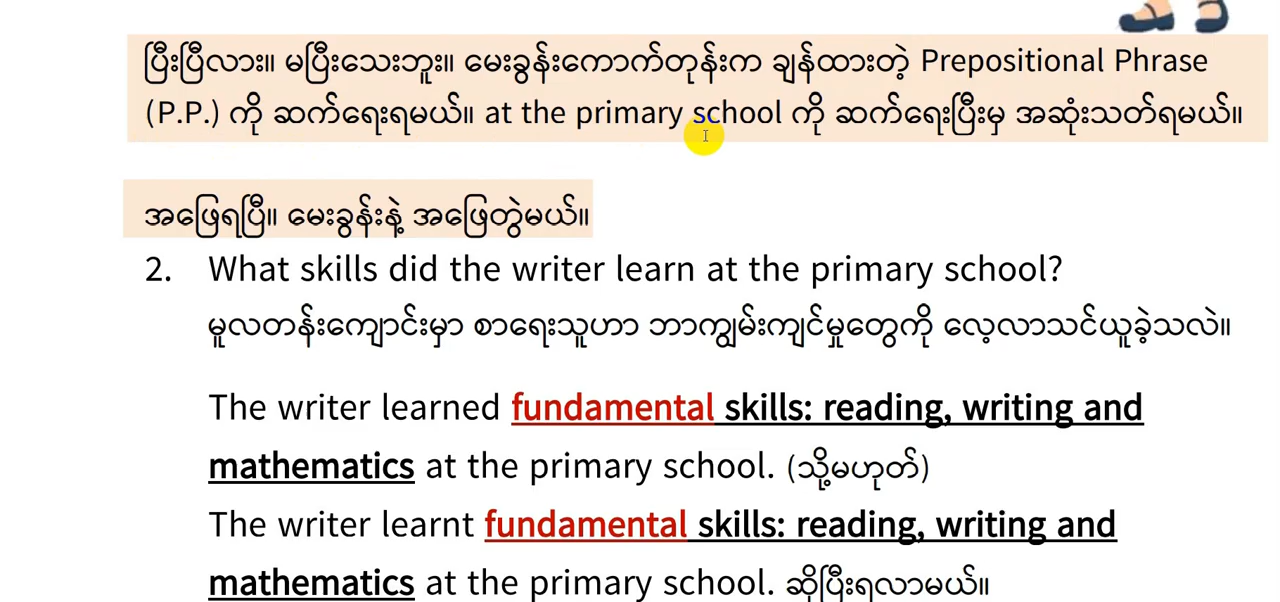 ပြီးပြီလား။ မပြီးသေးဘူး။ မေးခွန်းကောက်တုန်းက ချန်ထားတဲ့ Prepositional Phrase
(P.P.) ကို ဆက်ရေးရမယ်။ at the primary school ကို ဆက်ရေးပြီးမှ အဆုံးသတ်ရမယ်။
အဖြေရပြီ။ မေးခွန်းနဲ့ အဖြေတွဲမယ်။
2. What skills did the writer learn at the primary school?
မူလတန်းကျောင်းမှာ စာရေးသူဟာ ဘာကျွမ်းကျင်မှုတွေကို လေ့လာသင်ယူခဲ့သလဲ။
The writer learned fundamental skills: reading, writing and
mathematics at the primary school. (သို့မဟုတ်)
The writer learnt fundamental skills: reading, writing and
mathematics at the primary school. ဆိုပြီးရလာမယ်။